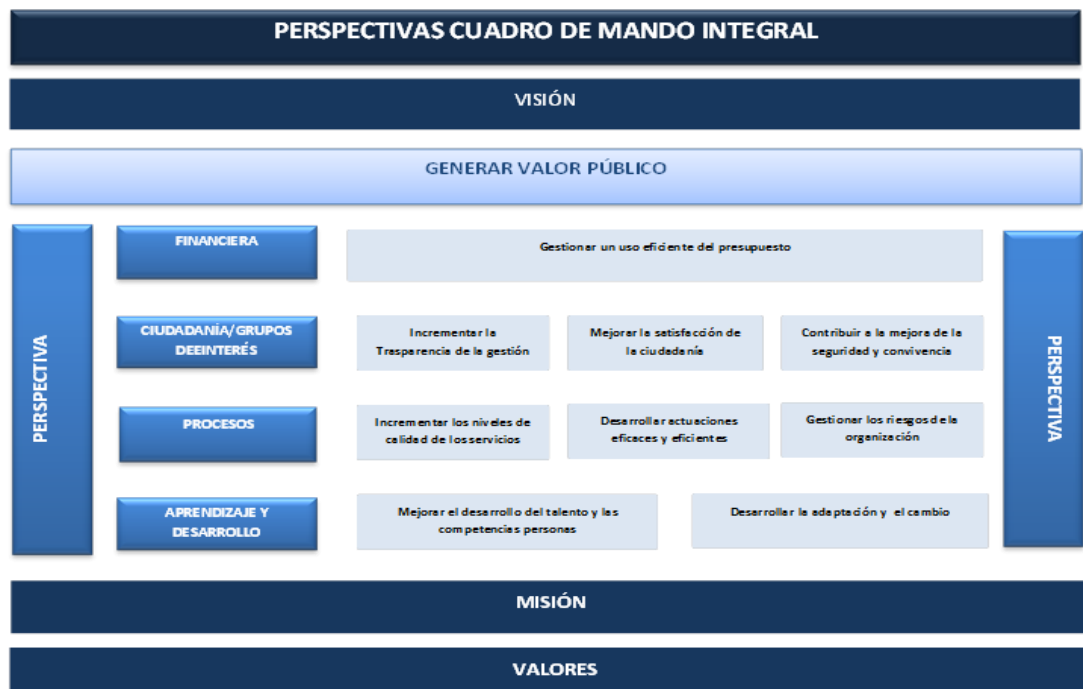 PERSPECTIVAS CUADRO DE MANDO INTEGRAL
VISIÓN
GENERAR VALOR PÚBLICO
PERSPECTIVA
FINANCIERA
Gestionar un uso eficiente del presupuesto
CIUDADANÍA/GRUPOS
DEEINTERÉS
Incrementar la
Trasparencia de la gestión
Mejorar la satisfacción de
la ciudadanía
Contribuir a la mejora de la
seguridad y convivencia
PROCESOS
Incrementar los niveles de
calidad de los servicios
Desarrollar actuaciones
eficaces y eficientes
Gestionar los riesgos de la
organización
APRENDIZAJE Y
DESARROLLO
Mejorar el desarrollo del talento y las
competencias personas
Desarrollar la adaptación y el cambio
PERSPECTIVA
MISIÓN
VALORES